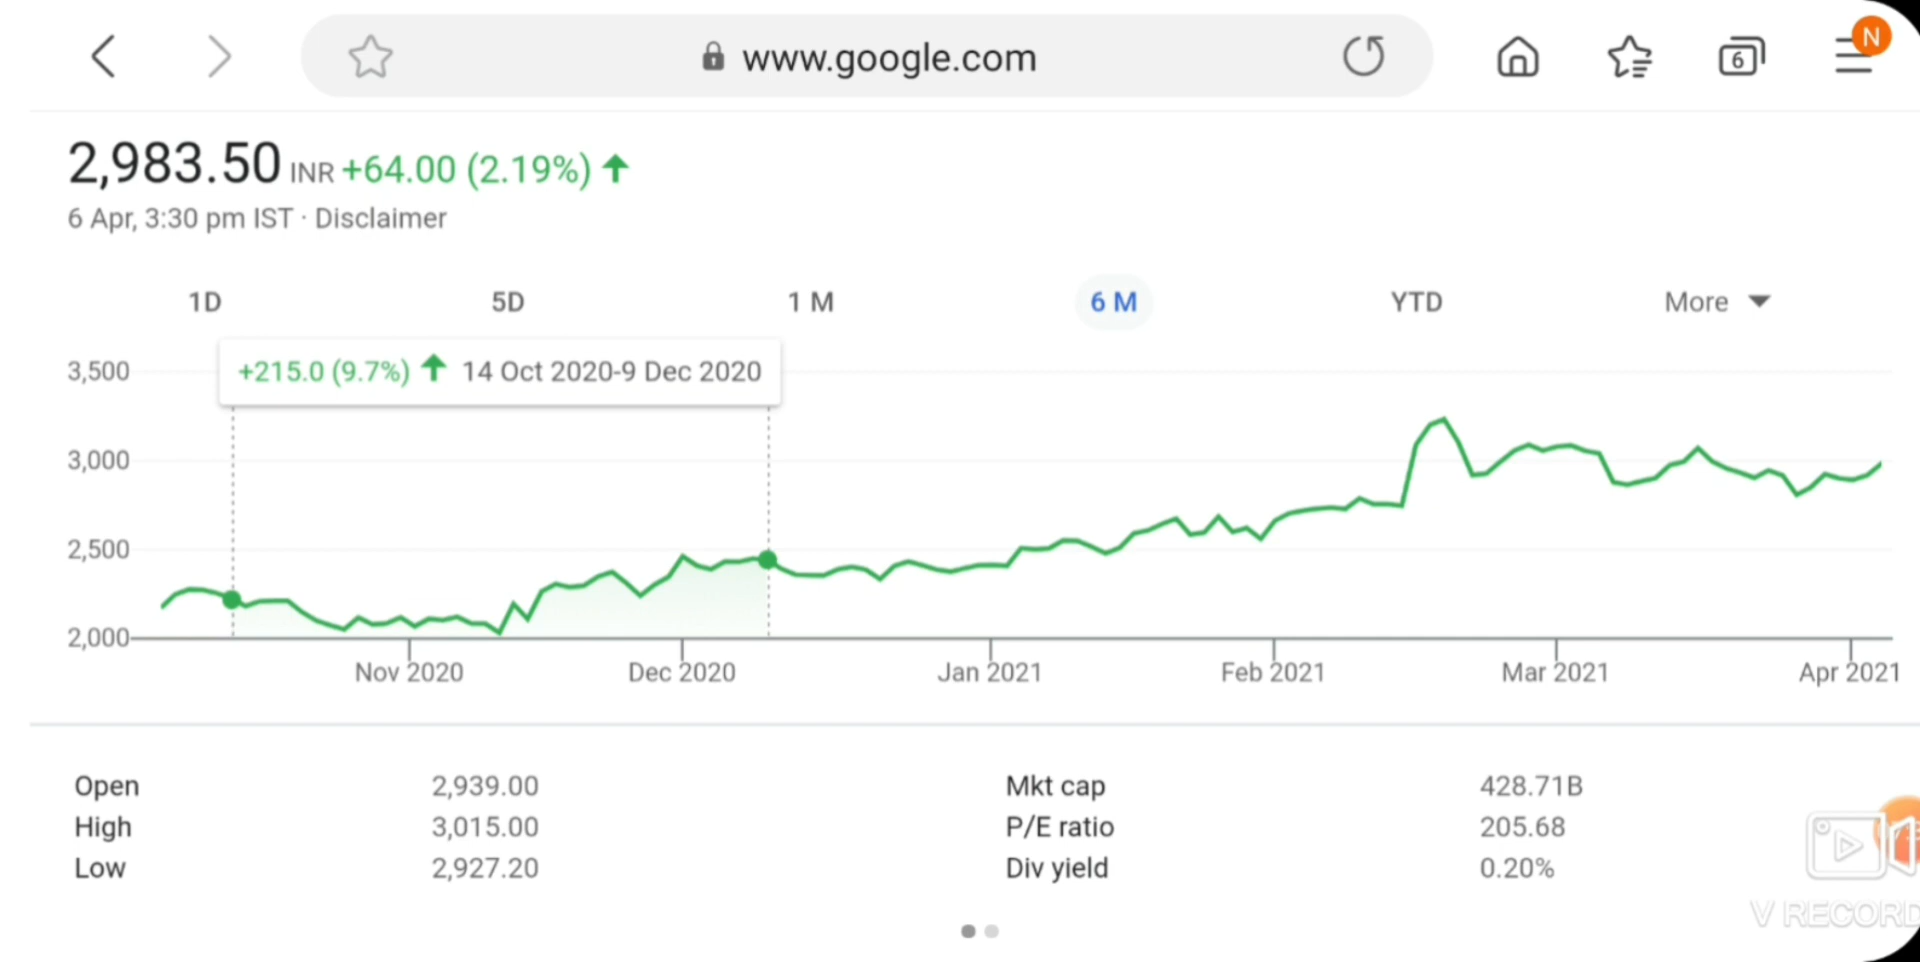 www.google.com
6
N
2,983.50 INR +64.00 (2.19%)
6 Apr, 3:30 pm IST · Disclaimer
1D 5D 1 M 6 M YTD More
+215.0 (9.7%) 14 Oct 2020-9 Dec 2020
3,500
3,000
2,500
2,000
Nov 2020 Dec 2020 Jan 2021 Feb 2021 Mar 2021 Apr 2021
Open 2,939.00 Mkt cap 428.71B
High 3,015.00 P/E ratio 205.68
Low 2,927.20 Div yield 0.20%
V RECORD